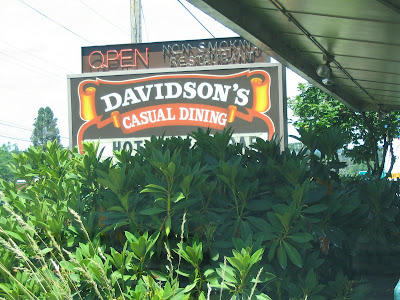 OPEN NON-SMOKING
RESTAURANT
DAVIDSON'S
CASUAL DINING